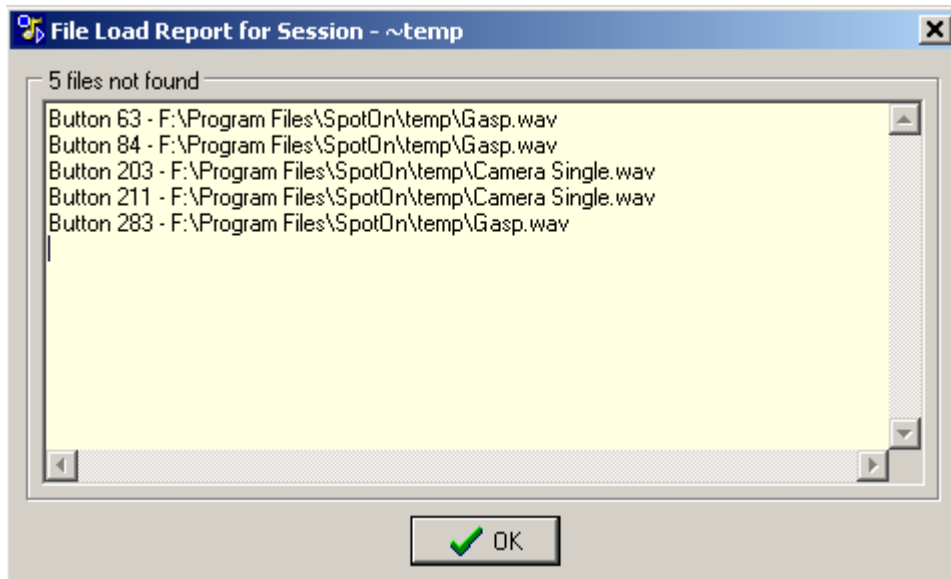 File Load Report for Session - ~temp
5 files not found
Button 63 - F:\Program Files\SpotOn\temp\Gasp.wav
Button 84 - F:\Program Files\SpotOn\temp\Gasp.wav
Button 203 - F:\Program Files\SpotOn\temp\Camera Single.wav
Button 211 - F:\Program Files\SpotOn\temp\Camera Single.wav
Button 283 - F:\Program Files\SpotOn\temp\Gasp.wav
OK